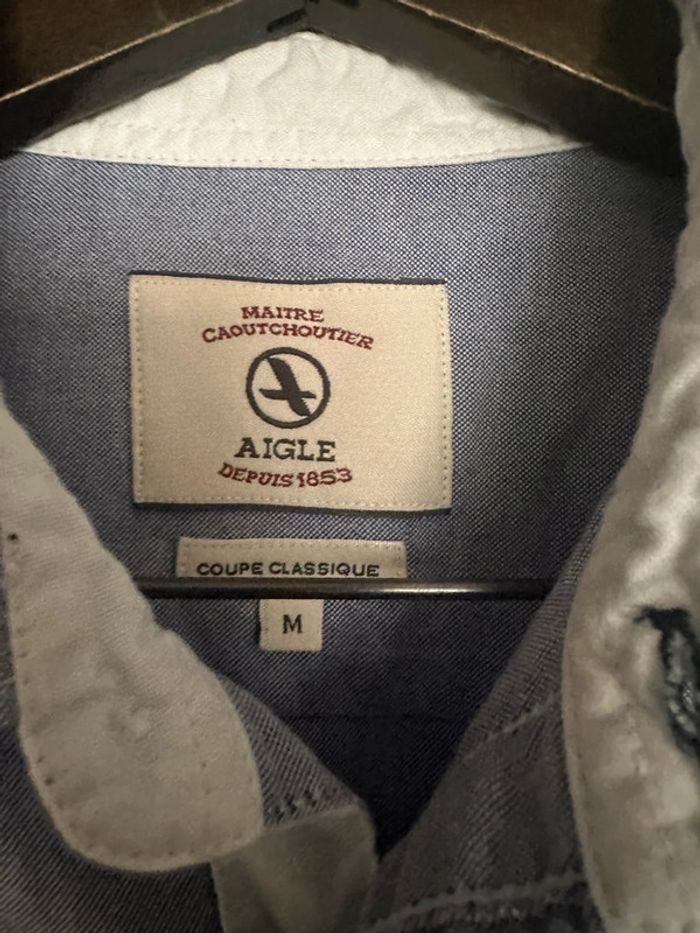 MAITRE
CAOUTCHOUTIER
AIGLE
DEPUIS 1853
COUPE CLASSIQUE
M